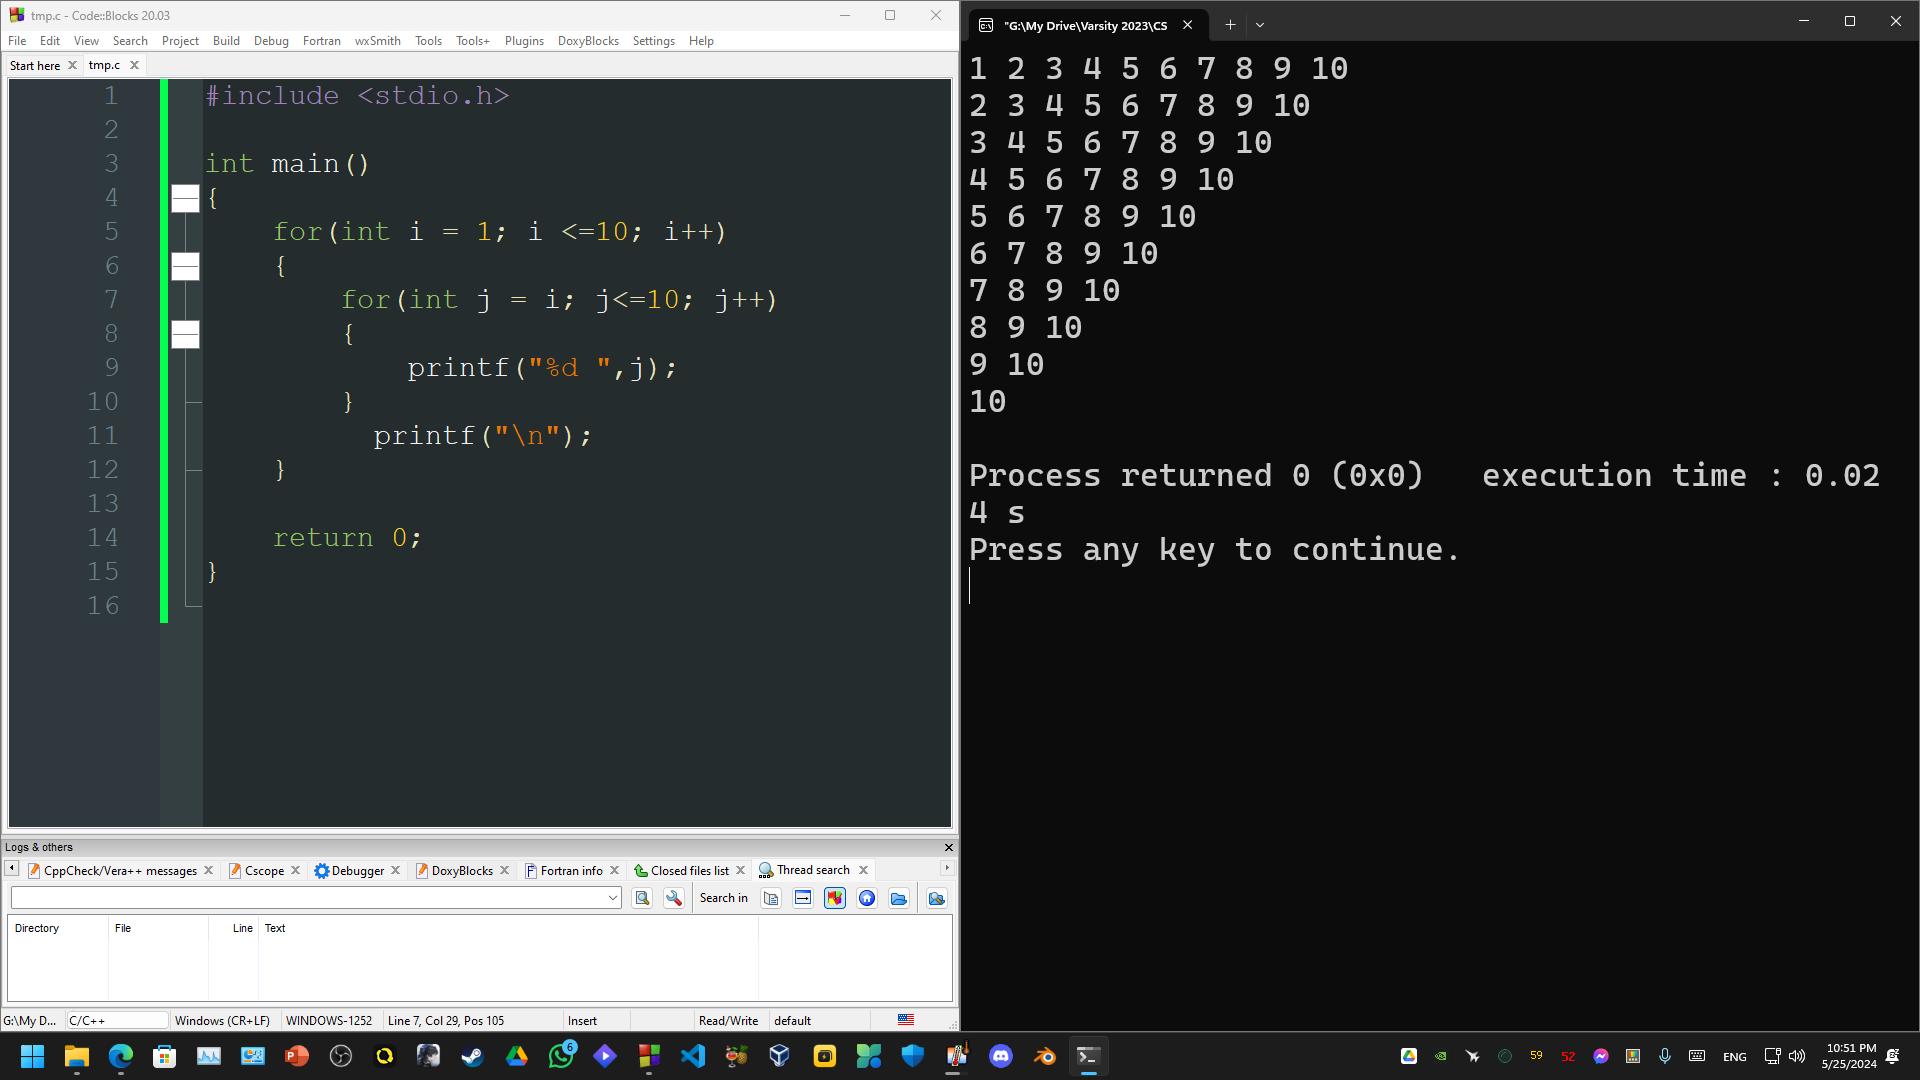 tmp.c - Code::Blocks 20.03
File Edit View Search Project Build Debug Fortran wxSmith Tools Tools+ Plugins DoxyBlocks Settings Help
Start here tmp.c
1 #include <stdio.h>
2
3 int main()
4 {
5     for(int i = 1; i <=10; i++)
6     {
7         for(int j = i; j<=10; j++)
8         {
9             printf("%d ",j);
10         }
11           printf("\n");
12     }
13
14     return 0;
15 }
16
Logs & others
CppCheck/Vera++ messages Cscope Debugger DoxyBlocks Fortran info Closed files list Thread search
Search in
Directory File Line Text
G:\My D... C/C++ Windows (CR+LF) WINDOWS-1252 Line 7, Col 29, Pos 105 Insert Read/Write default
"G:\My Drive\Varsity 2023\CS
1 2 3 4 5 6 7 8 9 10
2 3 4 5 6 7 8 9 10
3 4 5 6 7 8 9 10
4 5 6 7 8 9 10
5 6 7 8 9 10
6 7 8 9 10
7 8 9 10
8 9 10
9 10
10
Process returned 0 (0x0)   execution time : 0.02
4 s
Press any key to continue.
6
59 52 ENG
10:51 PM
5/25/2024